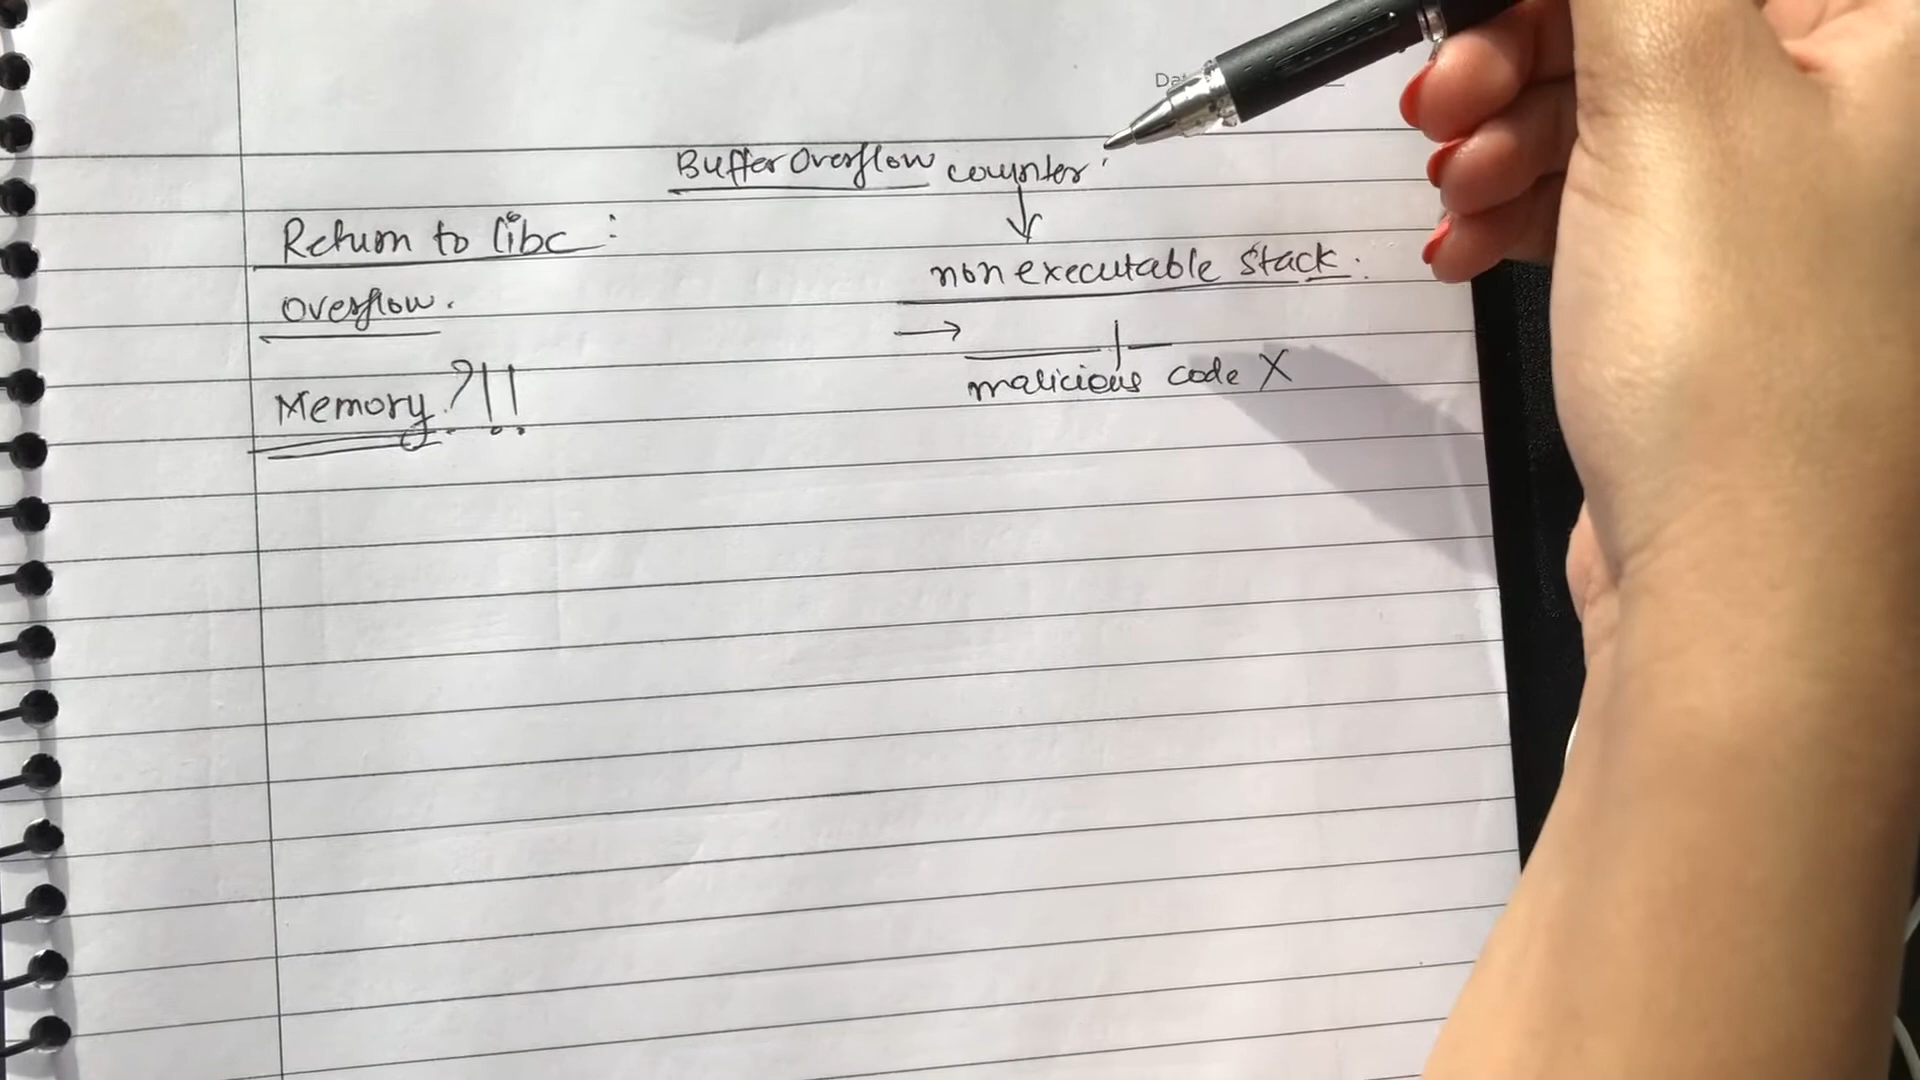 Buffer Overflow counter
Return to libc :
non executable stack.
overflow.
→
malicious code X
Memory ?!!